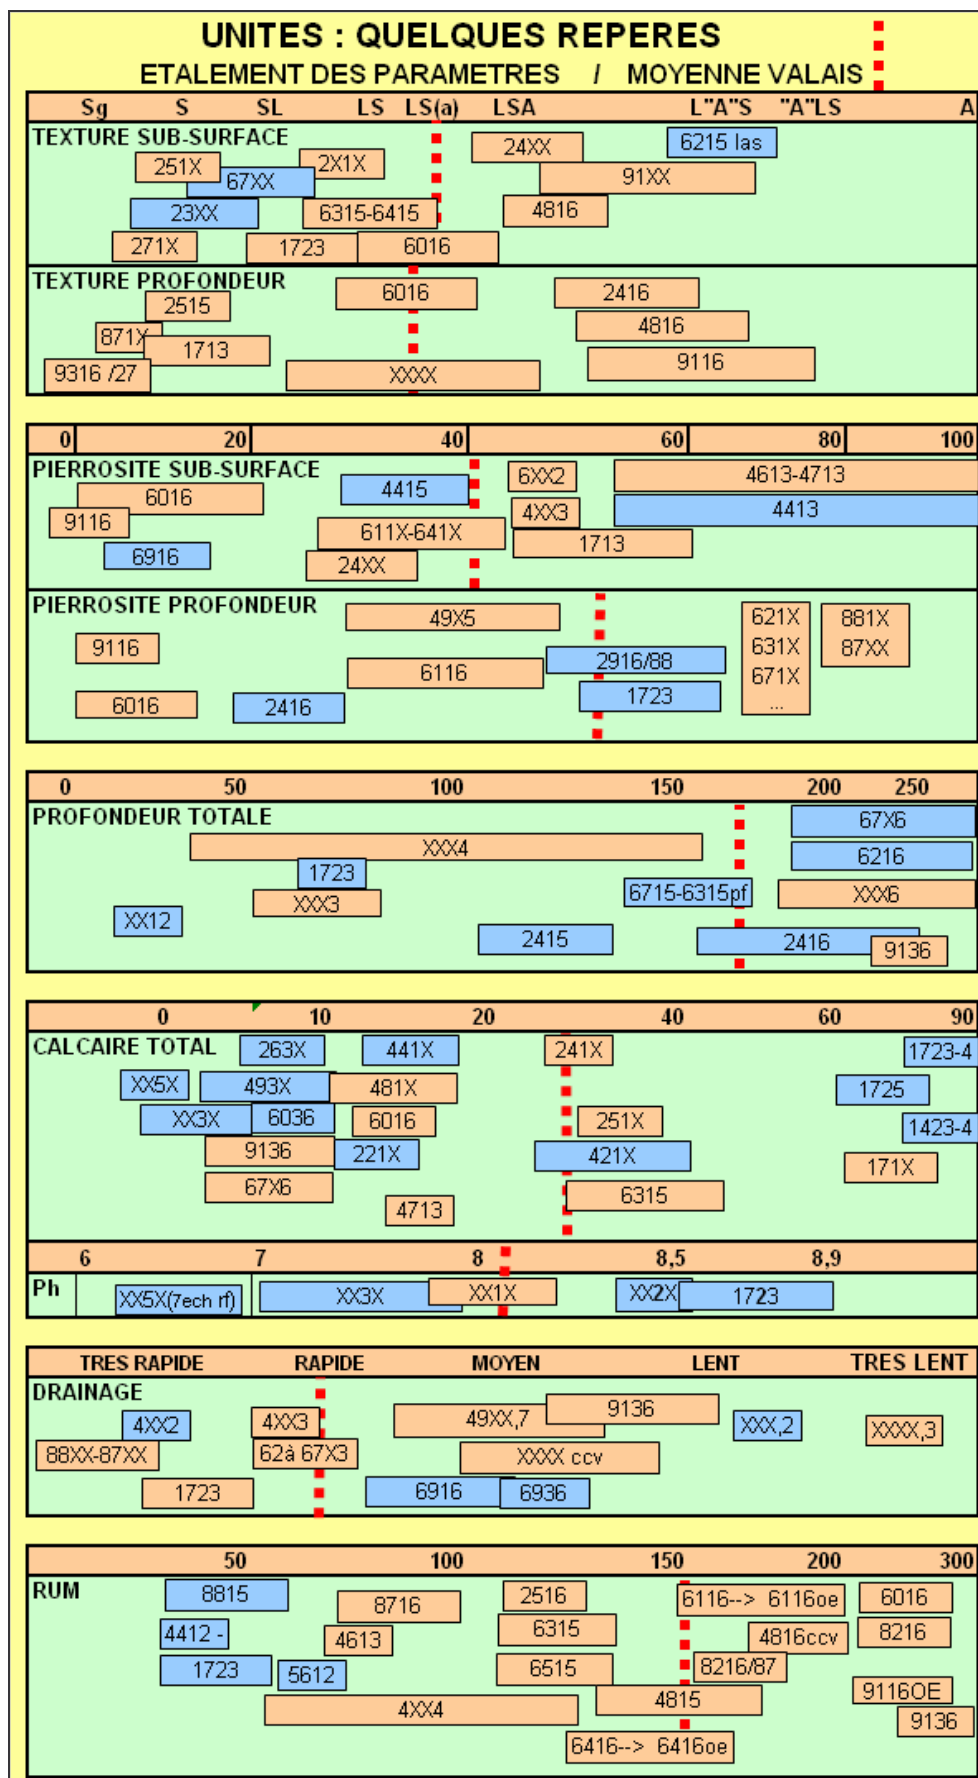 UNITES : QUELQUES REPERES
ETALEMENT DES PARAMETRES / MOYENNE VALAIS
Sg S SL LS LS(a) LSA L"A"S "A"LS A
TEXTURE SUB-SURFACE
24XX 6215 las
251X 2X1X
67XX 91XX
23XX 6315-6415 4816
271X 1723 6016
TEXTURE PROFONDEUR
6016 2416
2515
871X 4816
1713
9316 /27 XXXX 9116
0 20 40 60 80 100
PIERROSITE SUB-SURFACE
6016 4415 6XX2 4613-4713
9116 4XX3 4413
611X-641X
6916 24XX 1713
PIERROSITE PROFONDEUR
49X5 621X 881X
9116 631X 87XX
6116 2916/88 671X
6016 2416 1723 ...
0 50 100 150 200 250
PROFONDEUR TOTALE
67X6
XXX4 6216
1723
XXX3 6715-6315pf XXX6
XX12
2415 2416 9136
0 10 20 40 60 90
CALCAIRE TOTAL
263X 441X 241X 1723-4
XX5X 493X 481X 1725
XX3X 6036 6016 251X 1423-4
9136 221X 421X 171X
67X6 6315
4713
6 7 8 8,5 8,9
Ph
XX5X(7ech rf) XX3X XX1X XX2X 1723
TRES RAPIDE RAPIDE MOYEN LENT TRES LENT
DRAINAGE
4XX2 4XX3 49XX,7 9136 XXX,2 XXXX,3
88XX-87XX 62à 67X3 XXXX ccv
1723 6916 6936
50 100 150 200 300
RUM
8815 8716 2516 6116--> 6116oe 6016
4412 - 4613 6315 4816ccv 8216
1723 5612 6515 8216/87
4XX4 4815 9116OE
9136
6416--> 6416oe